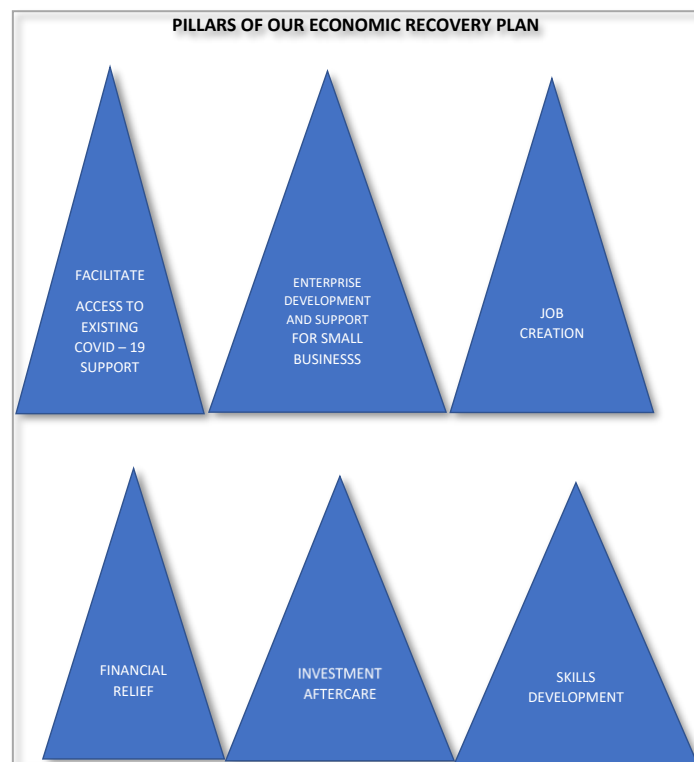 PILLARS OF OUR ECONOMIC RECOVERY PLAN
FACILITATE
ACCESS TO
EXISTING
COVID – 19
SUPPORT
ENTERPRISE
DEVELOPMENT
AND SUPPORT
FOR SMALL
BUSINESSS
JOB
CREATION
FINANCIAL
RELIEF
INVESTMENT
AFTERCARE
SKILLS
DEVELOPMENT